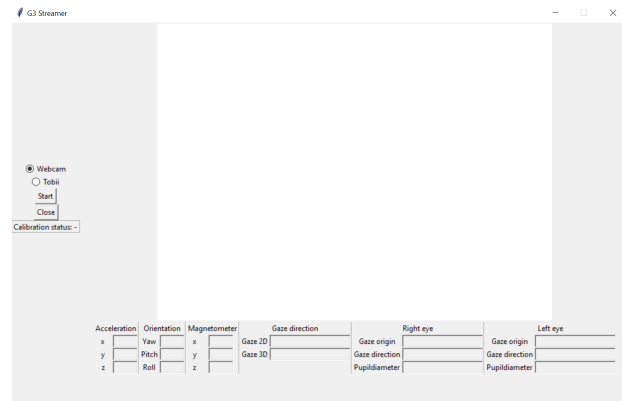 G3 Streamer
Webcam
Tobii
Start
Close
Calibration status: -
Acceleration Orientation Magnetometer Gaze direction Right eye Left eye
x Yaw x Gaze 2D Gaze origin Gaze origin
y Pitch y Gaze 3D Gaze direction Gaze direction
z Roll z Pupildiameter Pupildiameter